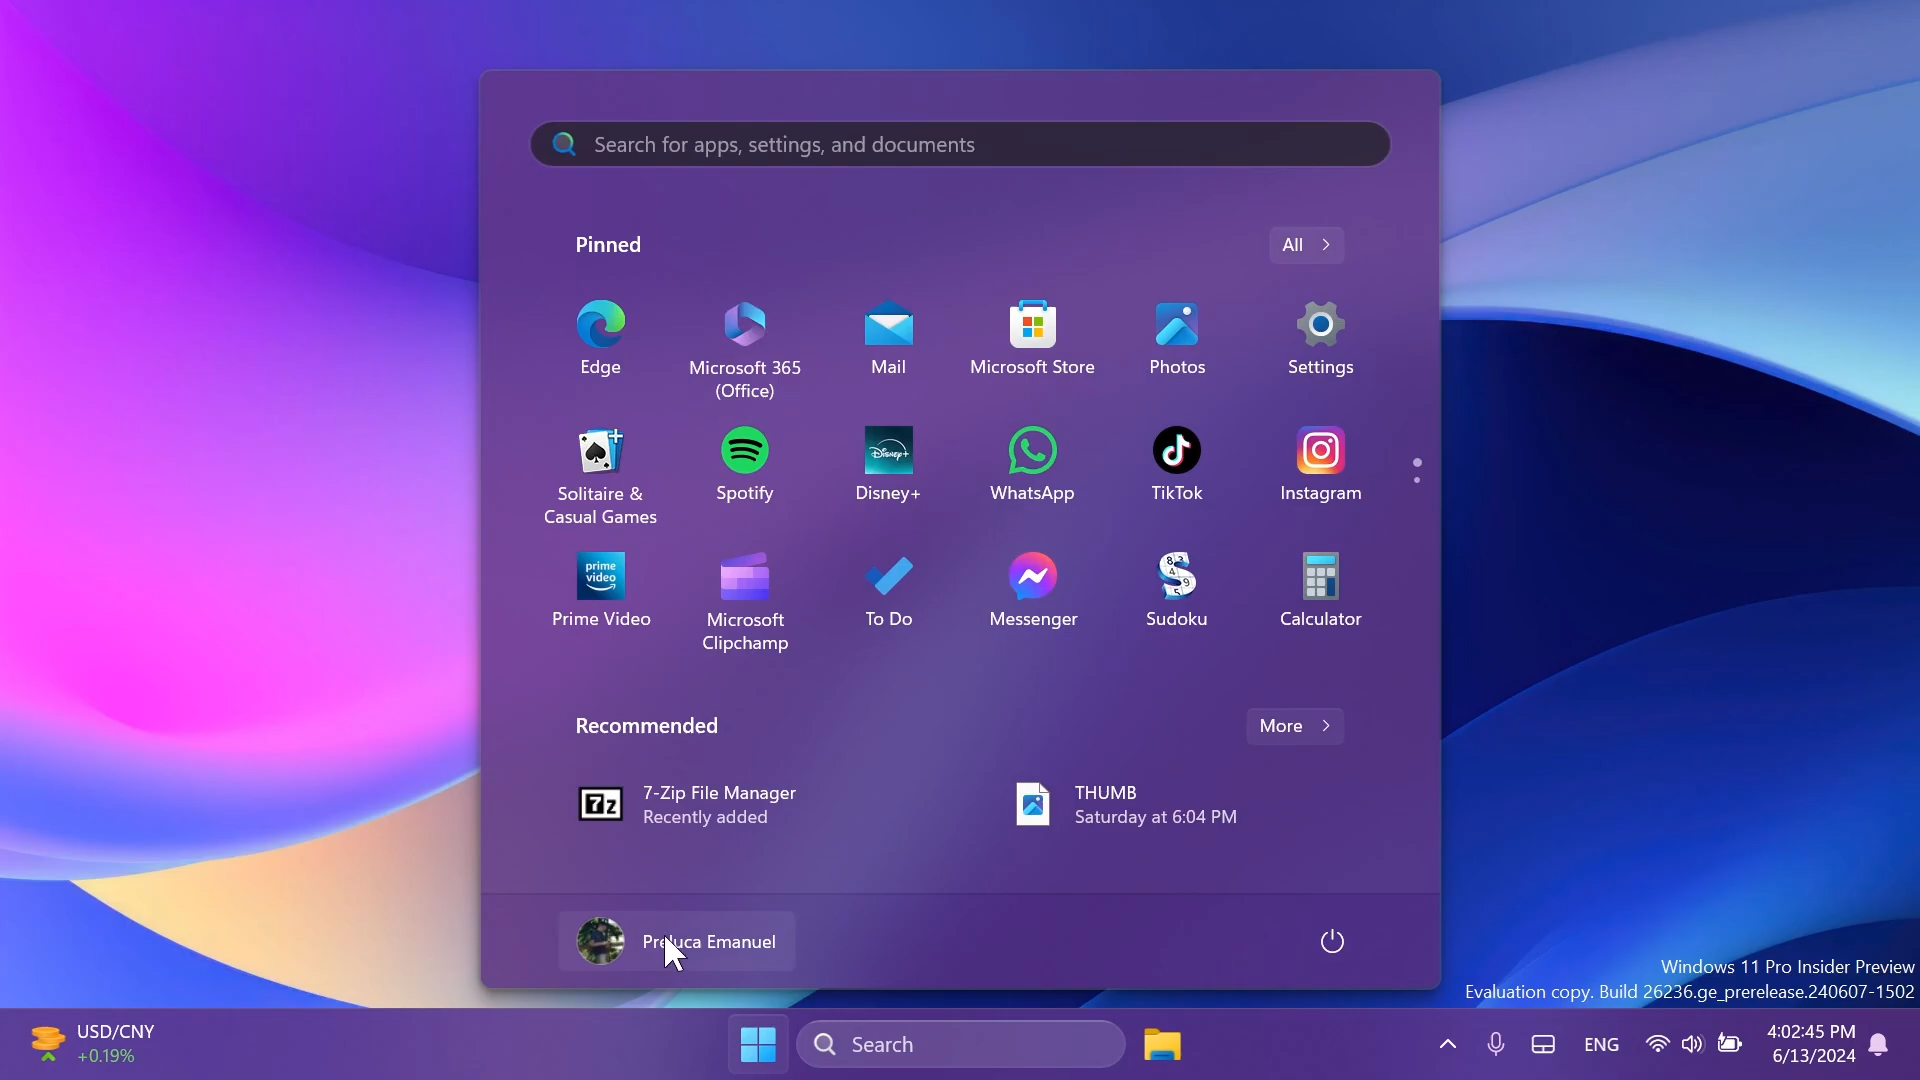 Search for apps, settings, and documents
Pinned
All
Edge
Microsoft 365
(Office)
Mail
Microsoft Store
Photos
Settings
Solitaire &
Casual Games
Spotify
Disney+
Disney+
WhatsApp
TikTok
Instagram
prime
video
Prime Video
Microsoft
Clipchamp
To Do
Messenger
Sudoku
Calculator
Recommended
More
7z
7-Zip File Manager
Recently added
THUMB
Saturday at 6:04 PM
Preluca Emanuel
Windows 11 Pro Insider Preview
Evaluation copy. Build 26236.ge_prerelease.240607-1502
USD/CNY
+0.19%
Search
ENG
4:02:45 PM
6/13/2024